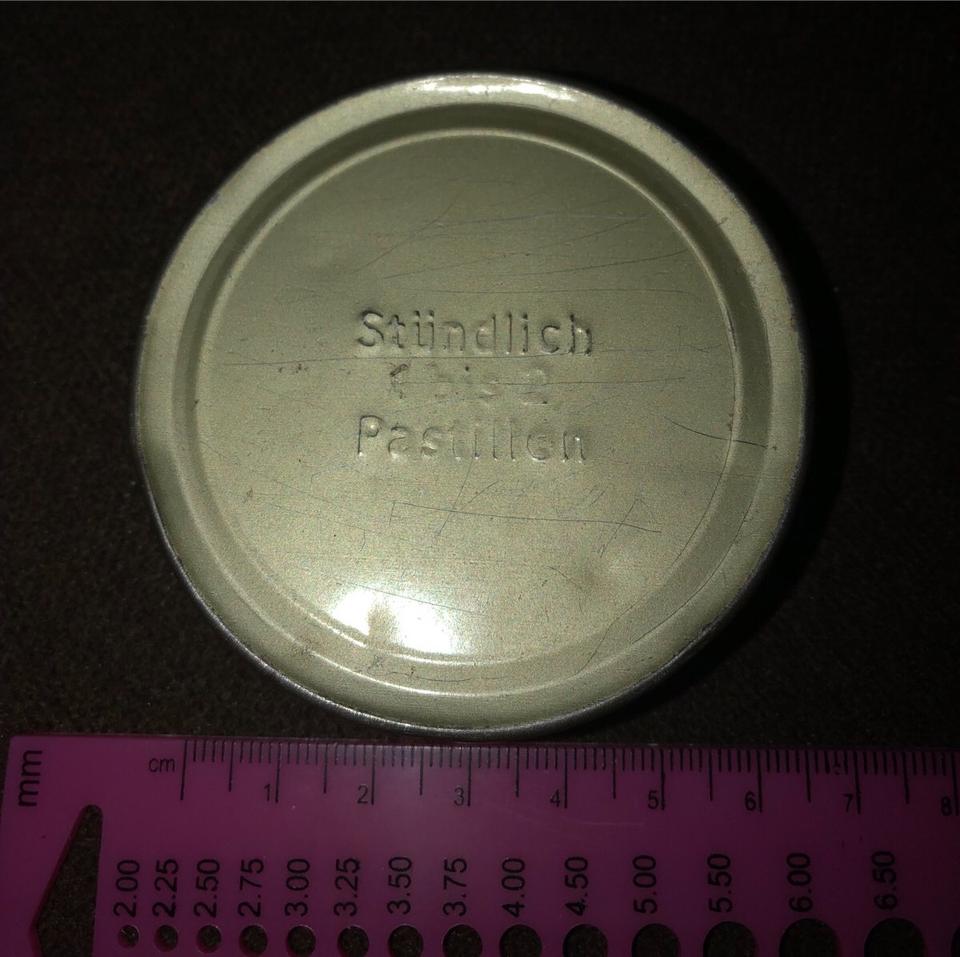 Stündlich
1 bis 2
Pastillen
mm
cm 1 2 3 4 5 6 7 8
2.00 2.25 2.50 2.75 3.00 3.25 3.50 3.75 4.00 4.50 5.00 5.50 6.00 6.50